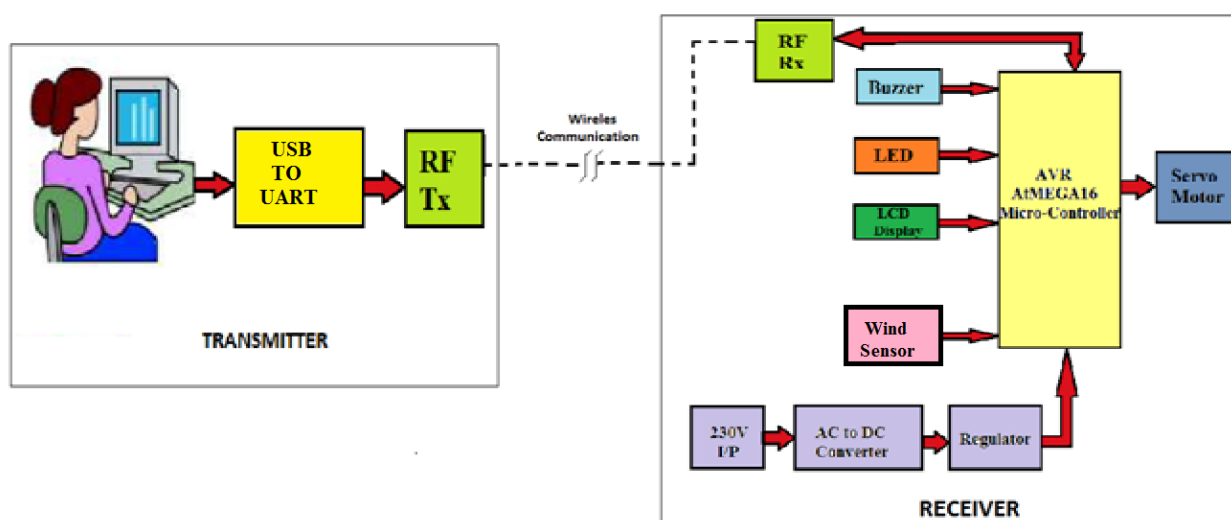 USB
TO
UART
RF
Tx
TRANSMITTER
Wireles
Communication
RF
Rx
Buzzer
LED
LCD
Display
Wind
Sensor
AVR
AtMEGA16
Micro-Controller
Servo
Motor
230V
I/P
AC to DC
Converter
Regulator
RECEIVER